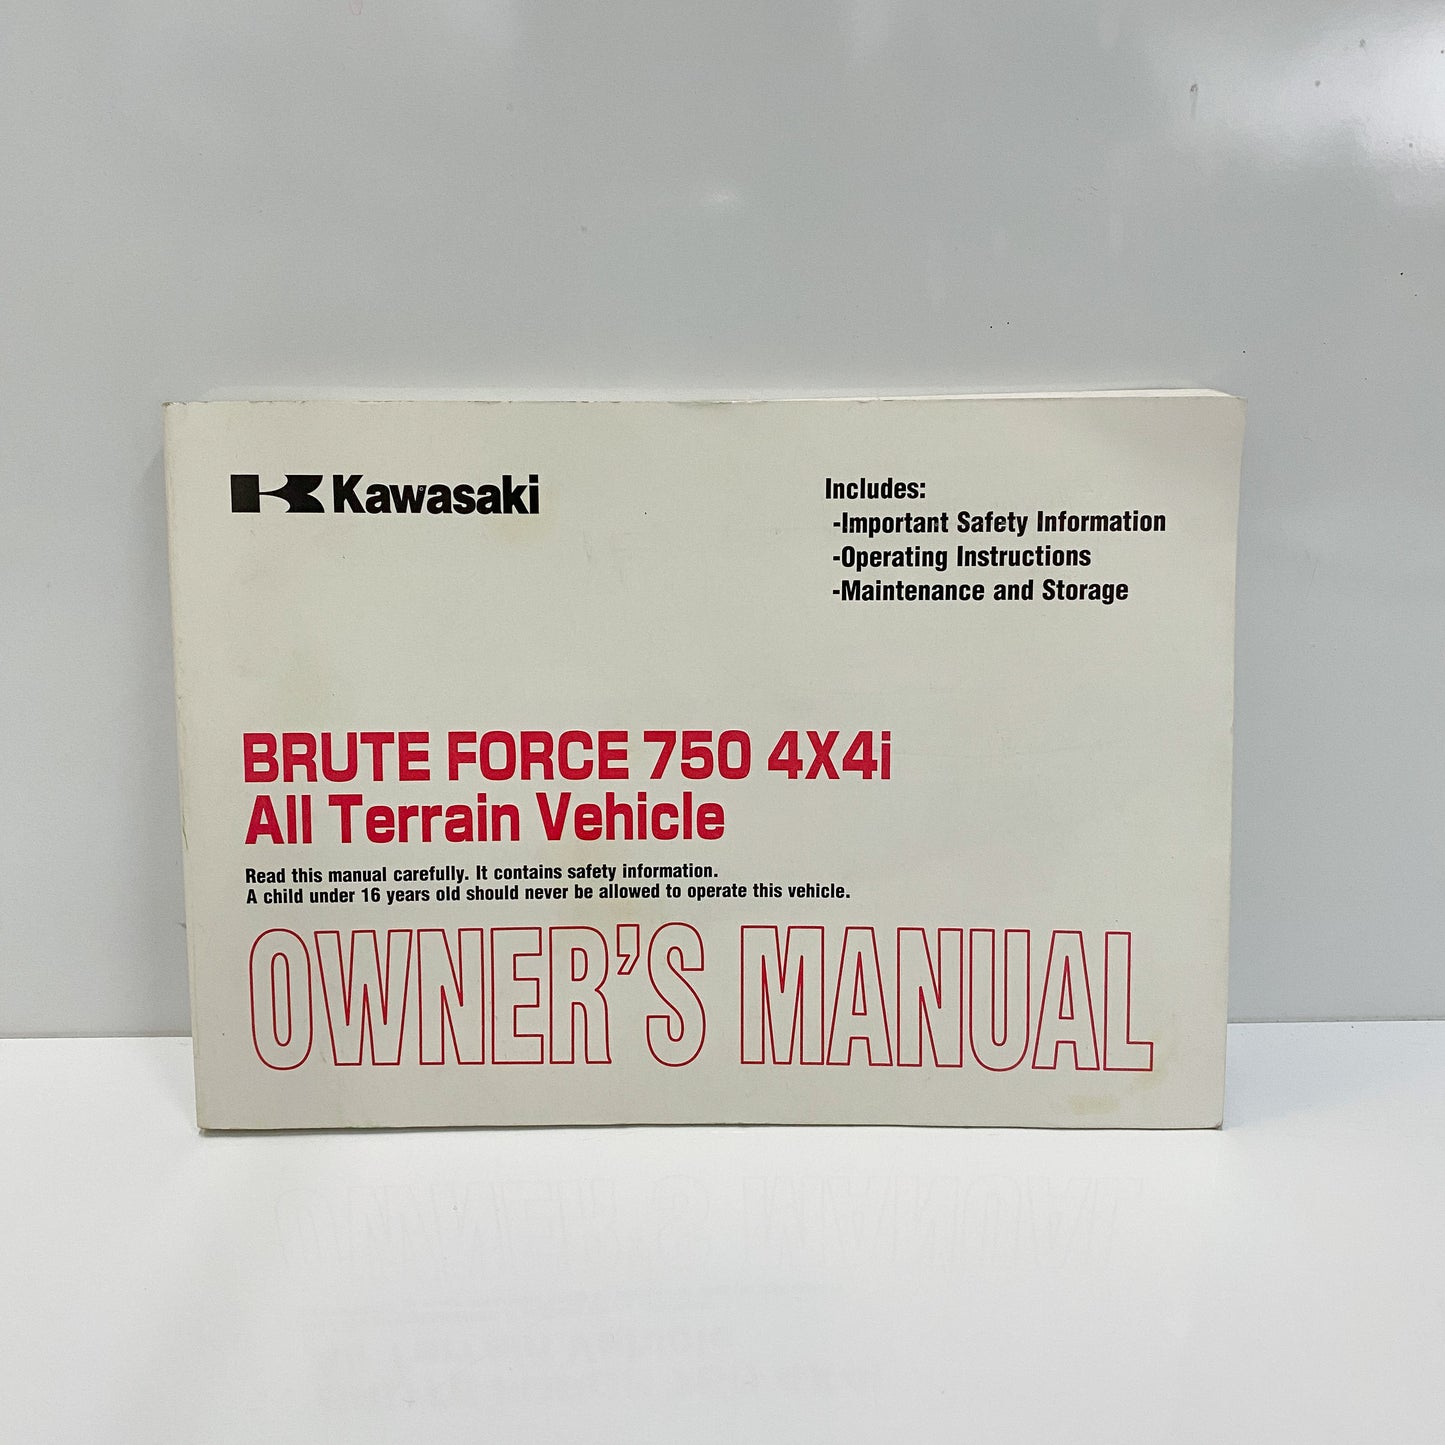 Kawasaki
Includes:
-Important Safety Information
-Operating Instructions
-Maintenance and Storage
BRUTE FORCE 750 4X4i
All Terrain Vehicle
Read this manual carefully. It contains safety information.
A child under 16 years old should never be allowed to operate this vehicle.
OWNER'S MANUAL